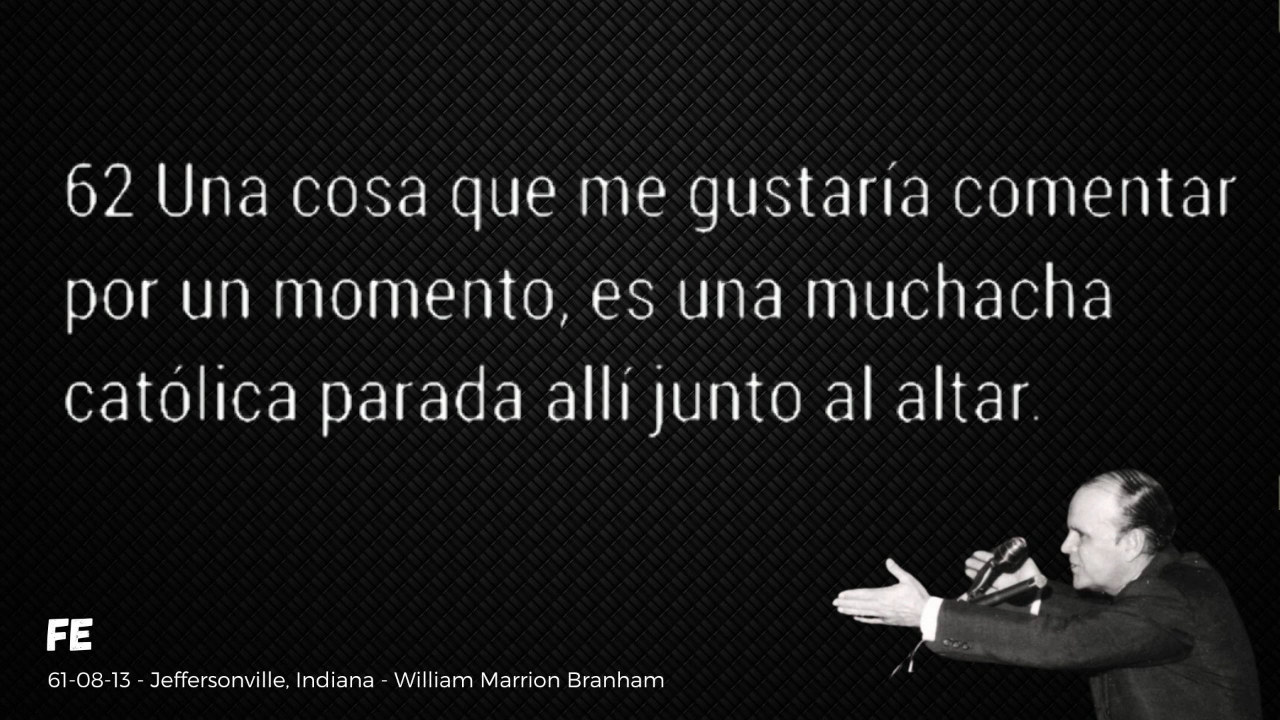 62 Una cosa que me gustaría comentar
por un momento, es una muchacha
católica parada allí junto al altar.
FE
61-08-13 - Jeffersonville, Indiana - William Marrion Branham